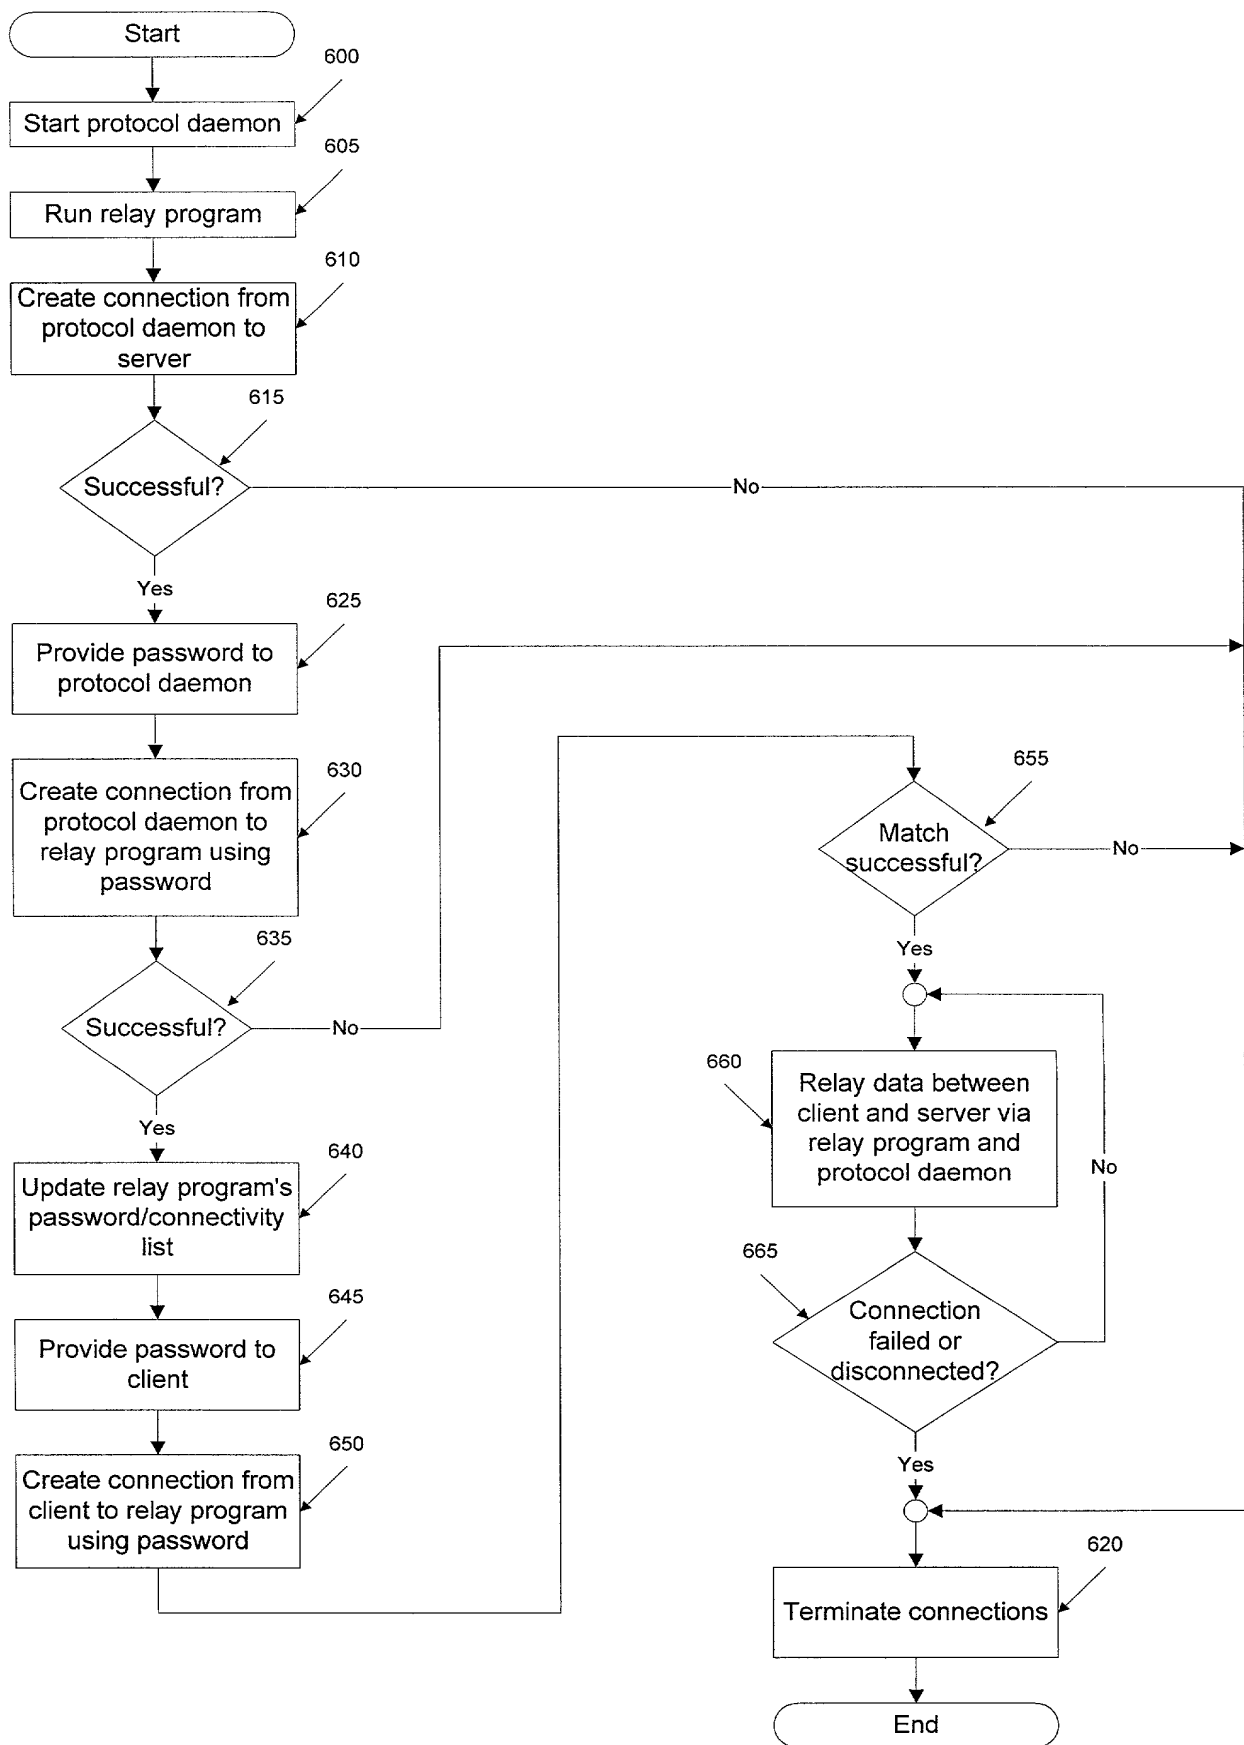 Start
600
Start protocol daemon
605
Run relay program
610
Create connection from
protocol daemon to
server
615
Successful?
No
Yes
625
Provide password to
protocol daemon
630
Create connection from
protocol daemon to
relay program using
password
635
Successful?
No
Yes
640
Update relay program's
password/connectivity
list
645
Provide password to
client
650
Create connection from
client to relay program
using password
655
Match
successful?
No
Yes
660
Relay data between
client and server via
relay program and
protocol daemon
No
665
Connection
failed or
disconnected?
Yes
620
Terminate connections
End